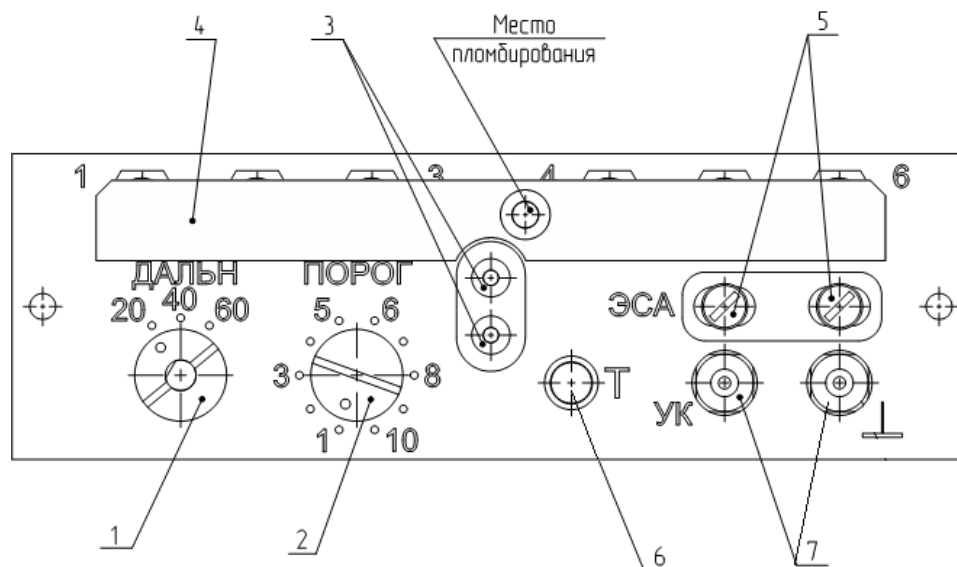 4
3
Место
пломбирования
5
1 3 4 6
ДАЛЬН ПОРОГ
20 40 60
5 6
ЭСА
3 8
Т
УК
1 10
1
2
6
7